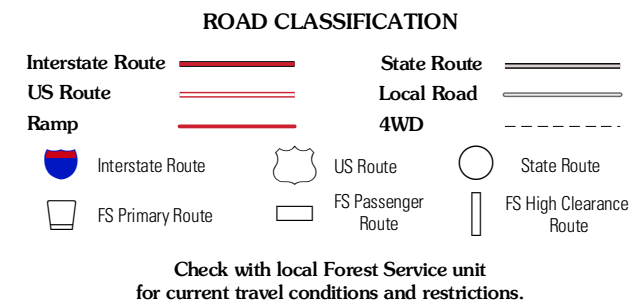 ROAD CLASSIFICATION
Interstate Route
State Route
US Route
Local Road
Ramp
4WD
Interstate Route
US Route
State Route
FS Primary Route
FS Passenger
Route
FS High Clearance
Route
Check with local Forest Service unit
for current travel conditions and restrictions.